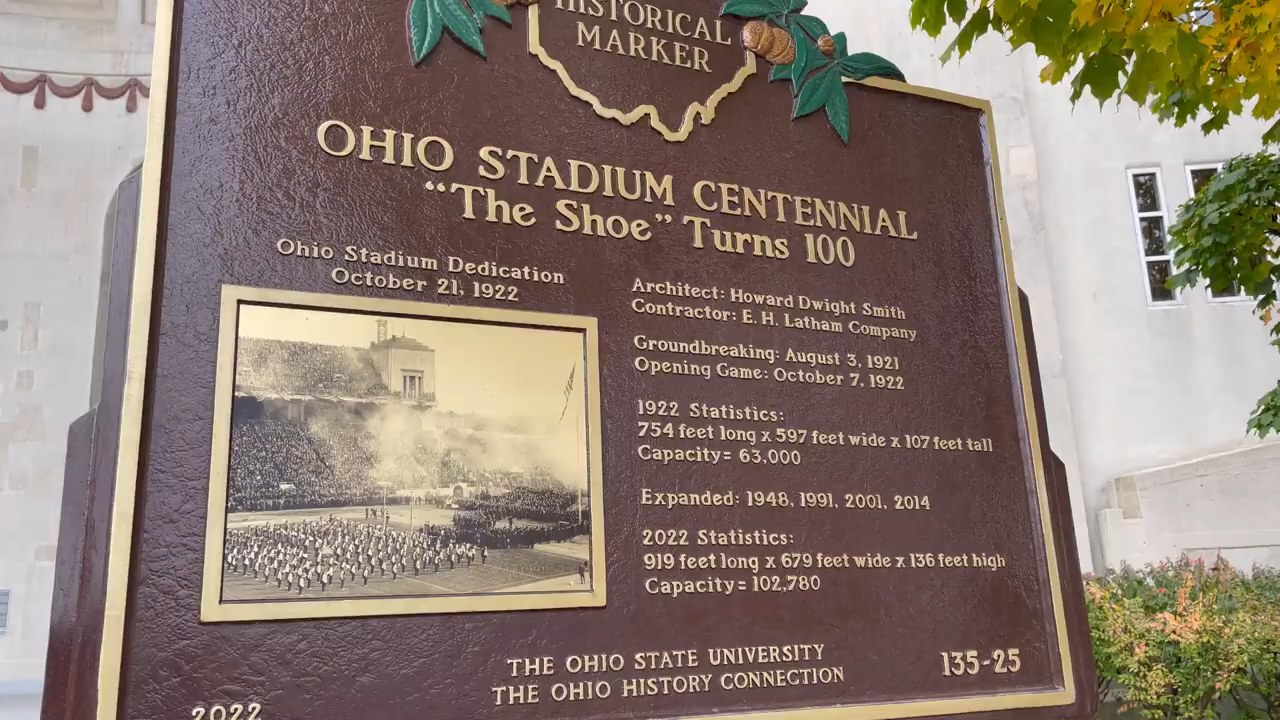 HISTORICAL
MARKER
OHIO STADIUM CENTENNIAL
“The Shoe” Turns 100
Ohio Stadium Dedication
October 21, 1922
Architect: Howard Dwight Smith
Contractor: E. H. Latham Company
Groundbreaking: August 3, 1921
Opening Game: October 7, 1922
1922 Statistics:
754 feet long x 597 feet wide x 107 feet tall
Capacity= 63,000
Expanded: 1948, 1991, 2001, 2014
2022 Statistics:
919 feet long x 679 feet wide x 136 feet high
Capacity= 102,780
THE OHIO STATE UNIVERSITY
THE OHIO HISTORY CONNECTION
135-25
2022